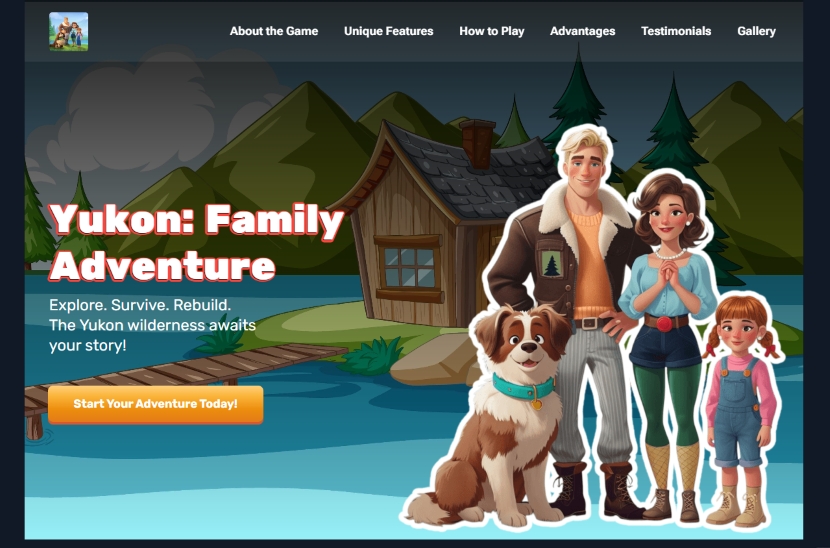 About the Game
Unique Features
How to Play
Advantages
Testimonials
Gallery
Yukon: Family
Adventure
Explore. Survive. Rebuild.
The Yukon wilderness awaits
your story!
Start Your Adventure Today!